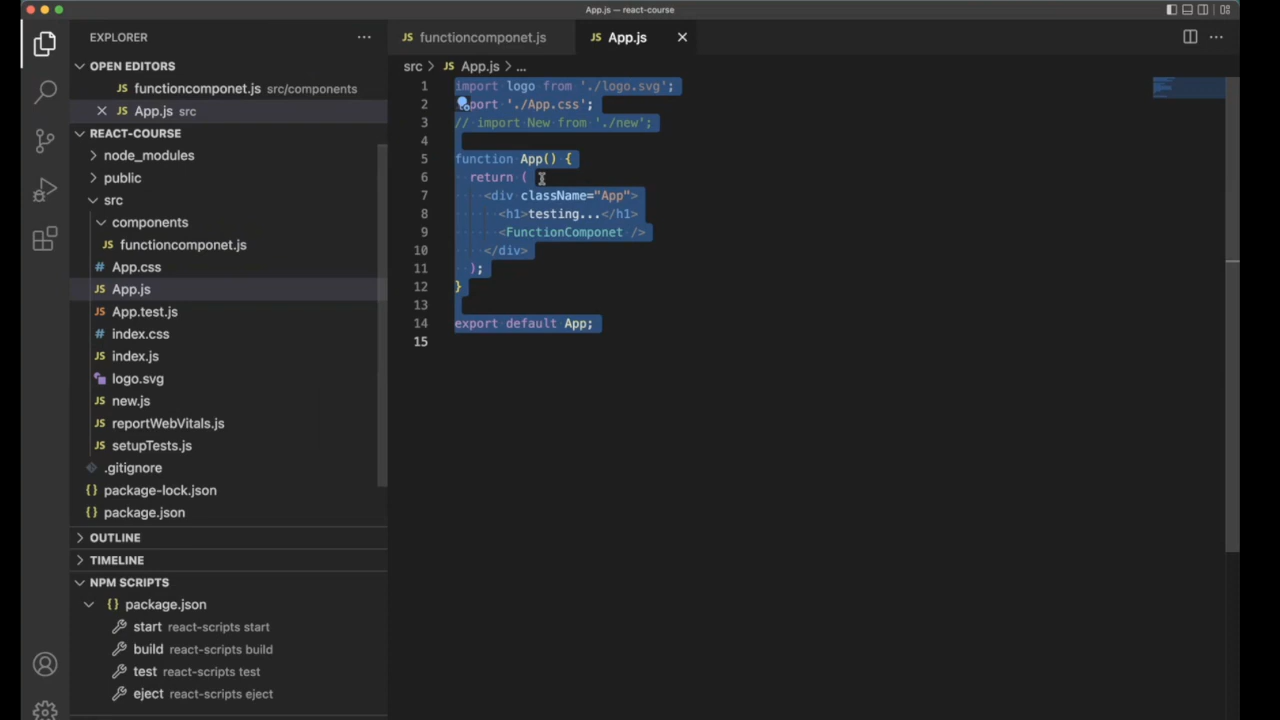 App.js — react-course
EXPLORER
functioncomponet.js
App.js
OPEN EDITORS
functioncomponet.js src/components
App.js src
REACT-COURSE
node_modules
public
src
components
functioncomponet.js
App.css
App.js
App.test.js
index.css
index.js
logo.svg
new.js
reportWebVitals.js
setupTests.js
.gitignore
package-lock.json
package.json
OUTLINE
TIMELINE
NPM SCRIPTS
package.json
start react-scripts start
build react-scripts build
test react-scripts test
eject react-scripts eject
src > JS App.js > ...
1 import logo from './logo.svg';
2 port './App.css';
3 // import New from './new';
4
5 function App() {
6 return (
7 <div className="App">
8 <h1>testing...</h1>
9 <FunctionComponet />
10 </div>
11 );
12 }
13
14 export default App;
15